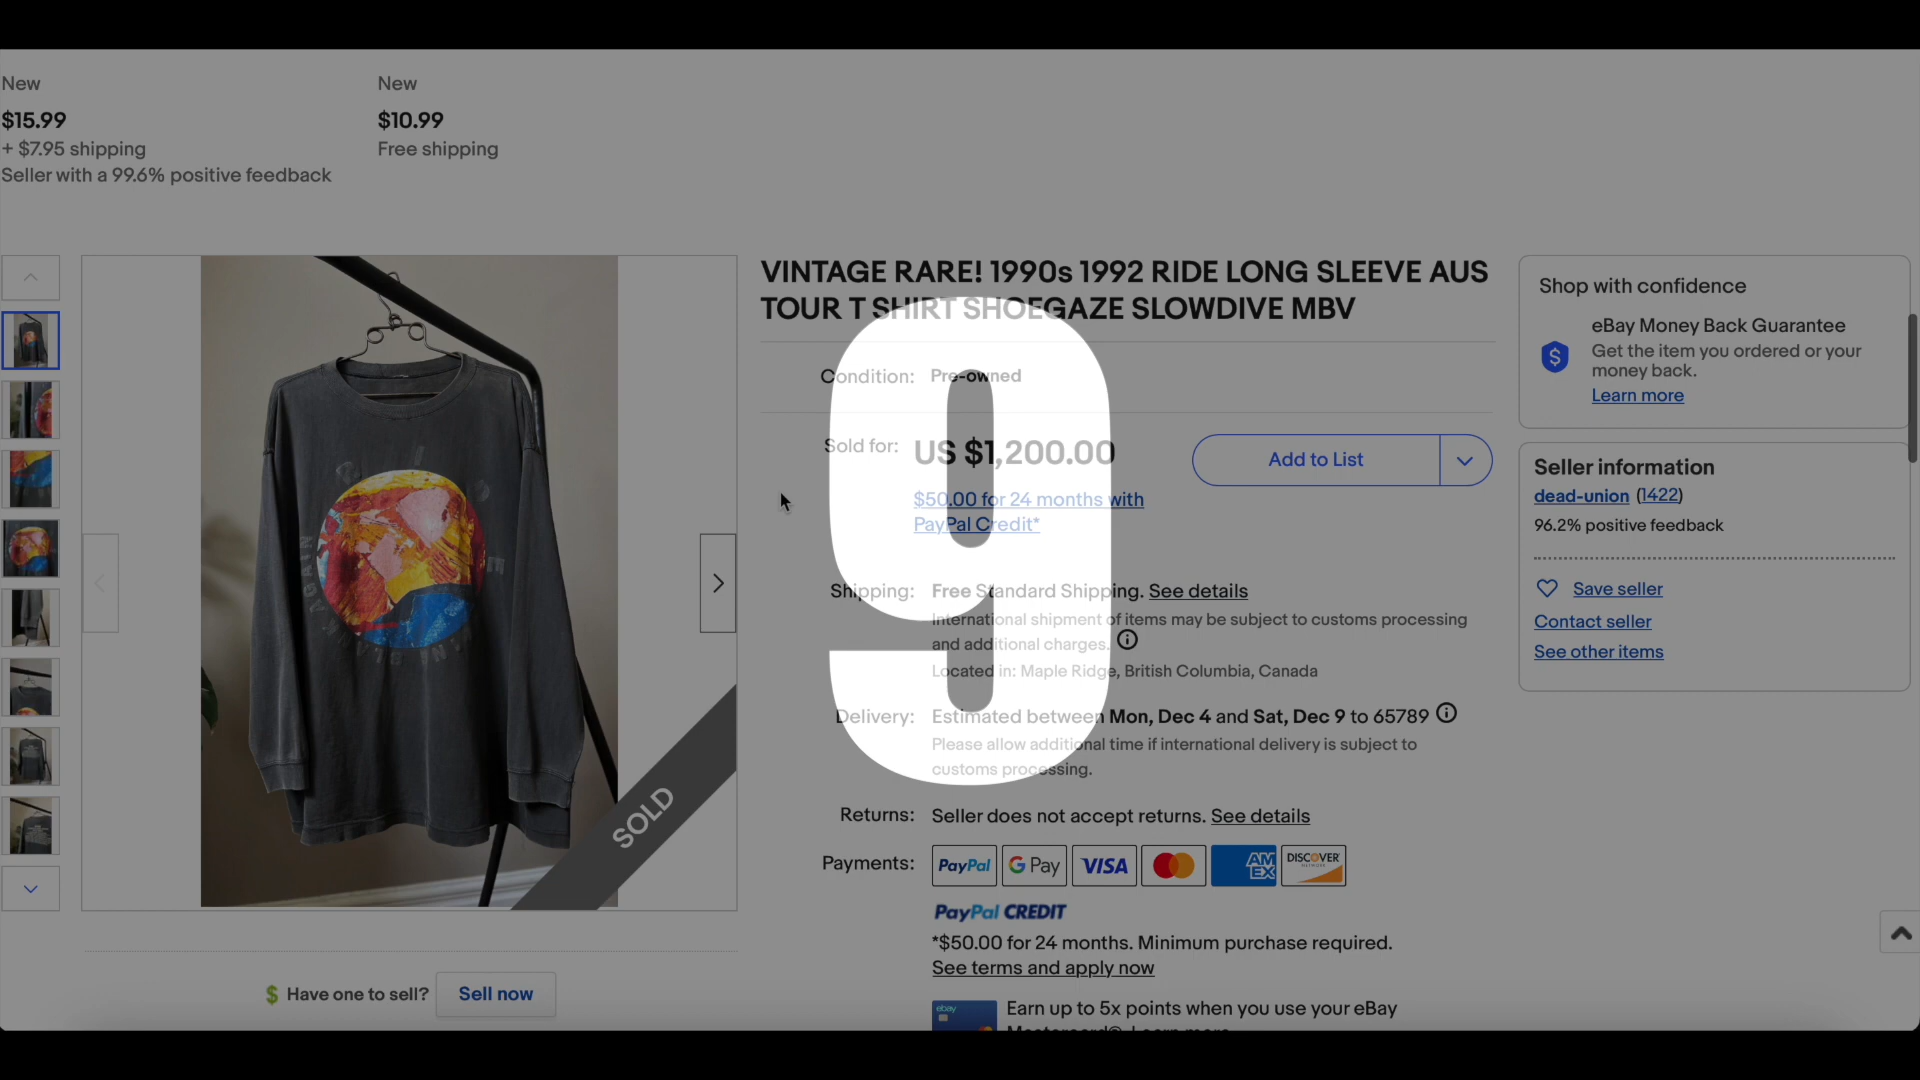 New
$15.99
+ $7.95 shipping
Seller with a 99.6% positive feedback
New
$10.99
Free shipping
SOLD
$ Have one to sell? Sell now
VINTAGE RARE! 1990s 1992 RIDE LONG SLEEVE AUS
TOUR T SHIRT SHOEGAZE SLOWDIVE MBV
9
Condition: Pre-owned
Sold for: US $1,200.00
Add to List
$50.00 for 24 months with
PayPal Credit*
Shipping: Free Standard Shipping. See details
International shipment of items may be subject to customs processing
and additional charges.
Located in: Maple Ridge, British Columbia, Canada
Delivery: Estimated between Mon, Dec 4 and Sat, Dec 9 to 65789
Please allow additional time if international delivery is subject to
customs processing.
Returns: Seller does not accept returns. See details
Payments: PayPal G Pay VISA AM EX DISCOVER
PayPal CREDIT
*$50.00 for 24 months. Minimum purchase required.
See terms and apply now
ebay
Earn up to 5x points when you use your eBay
Mastercard®. Learn more
Shop with confidence
eBay Money Back Guarantee
Get the item you ordered or your
money back.
Learn more
Seller information
dead-union (1422)
96.2% positive feedback
Save seller
Contact seller
See other items